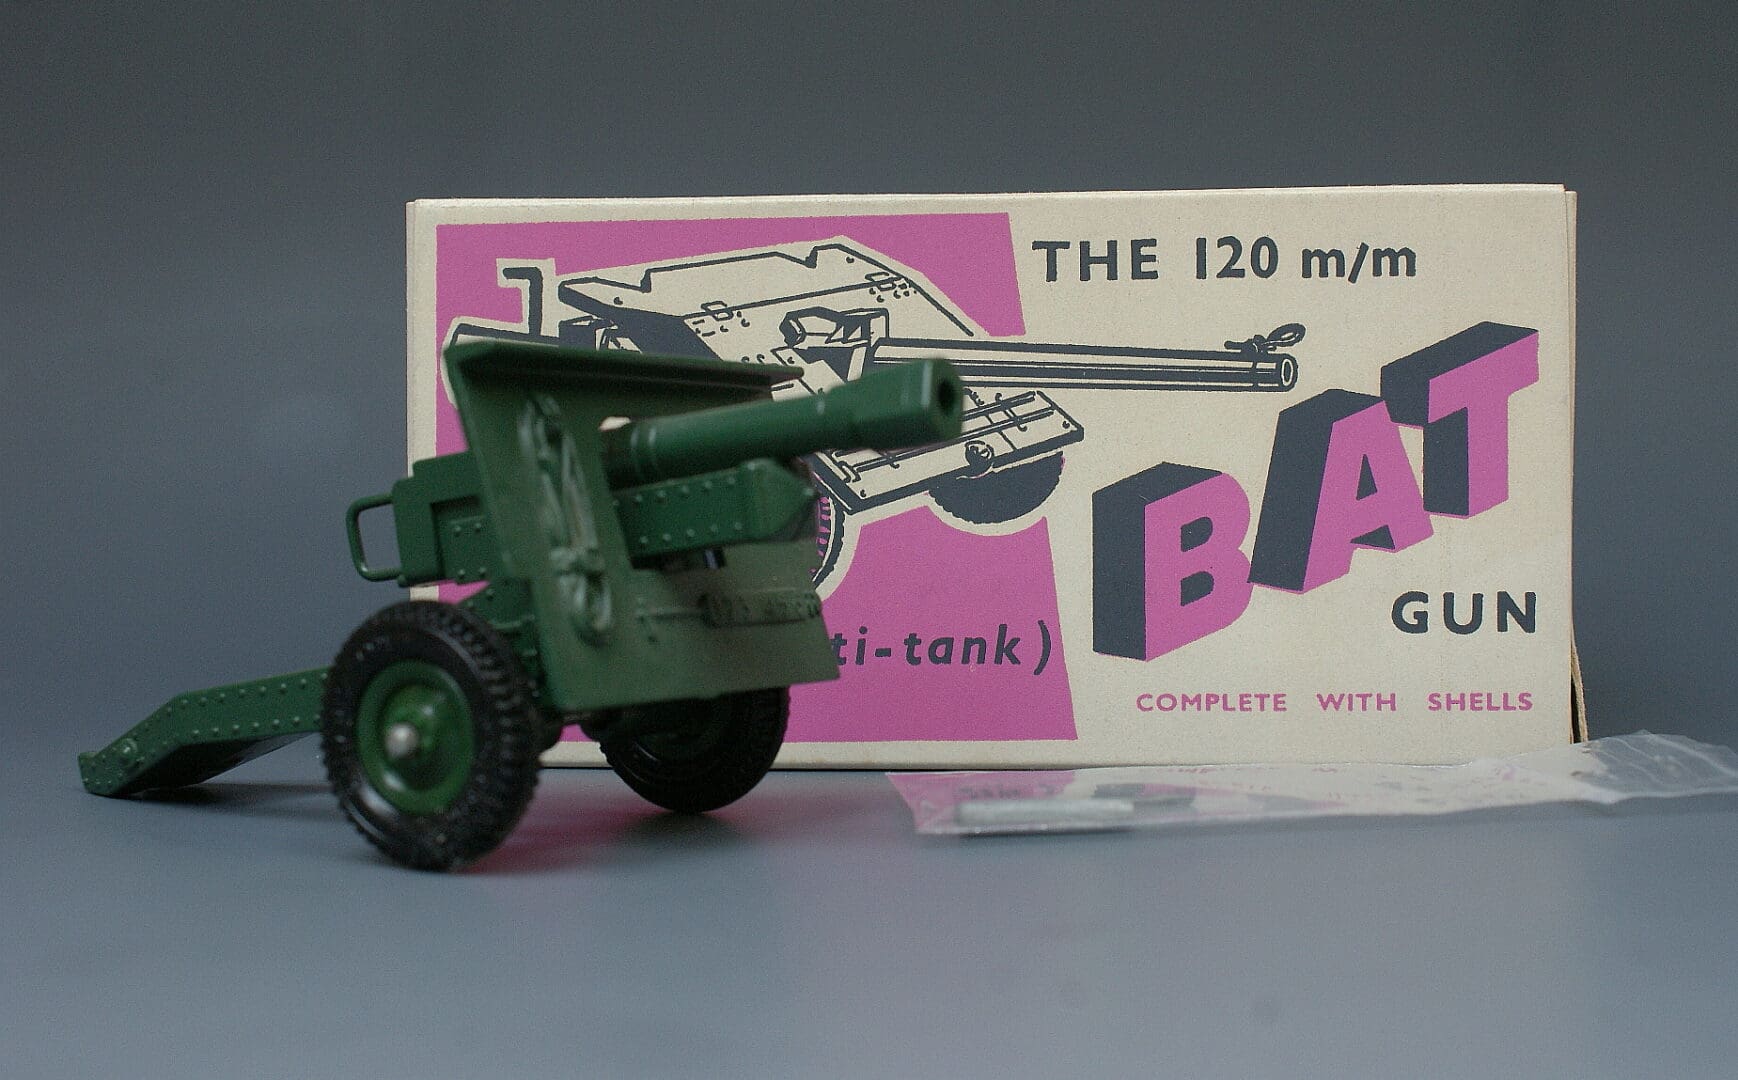 THE 120 m/m
BAT
GUN
ti-tank)
COMPLETE WITH SHELLS